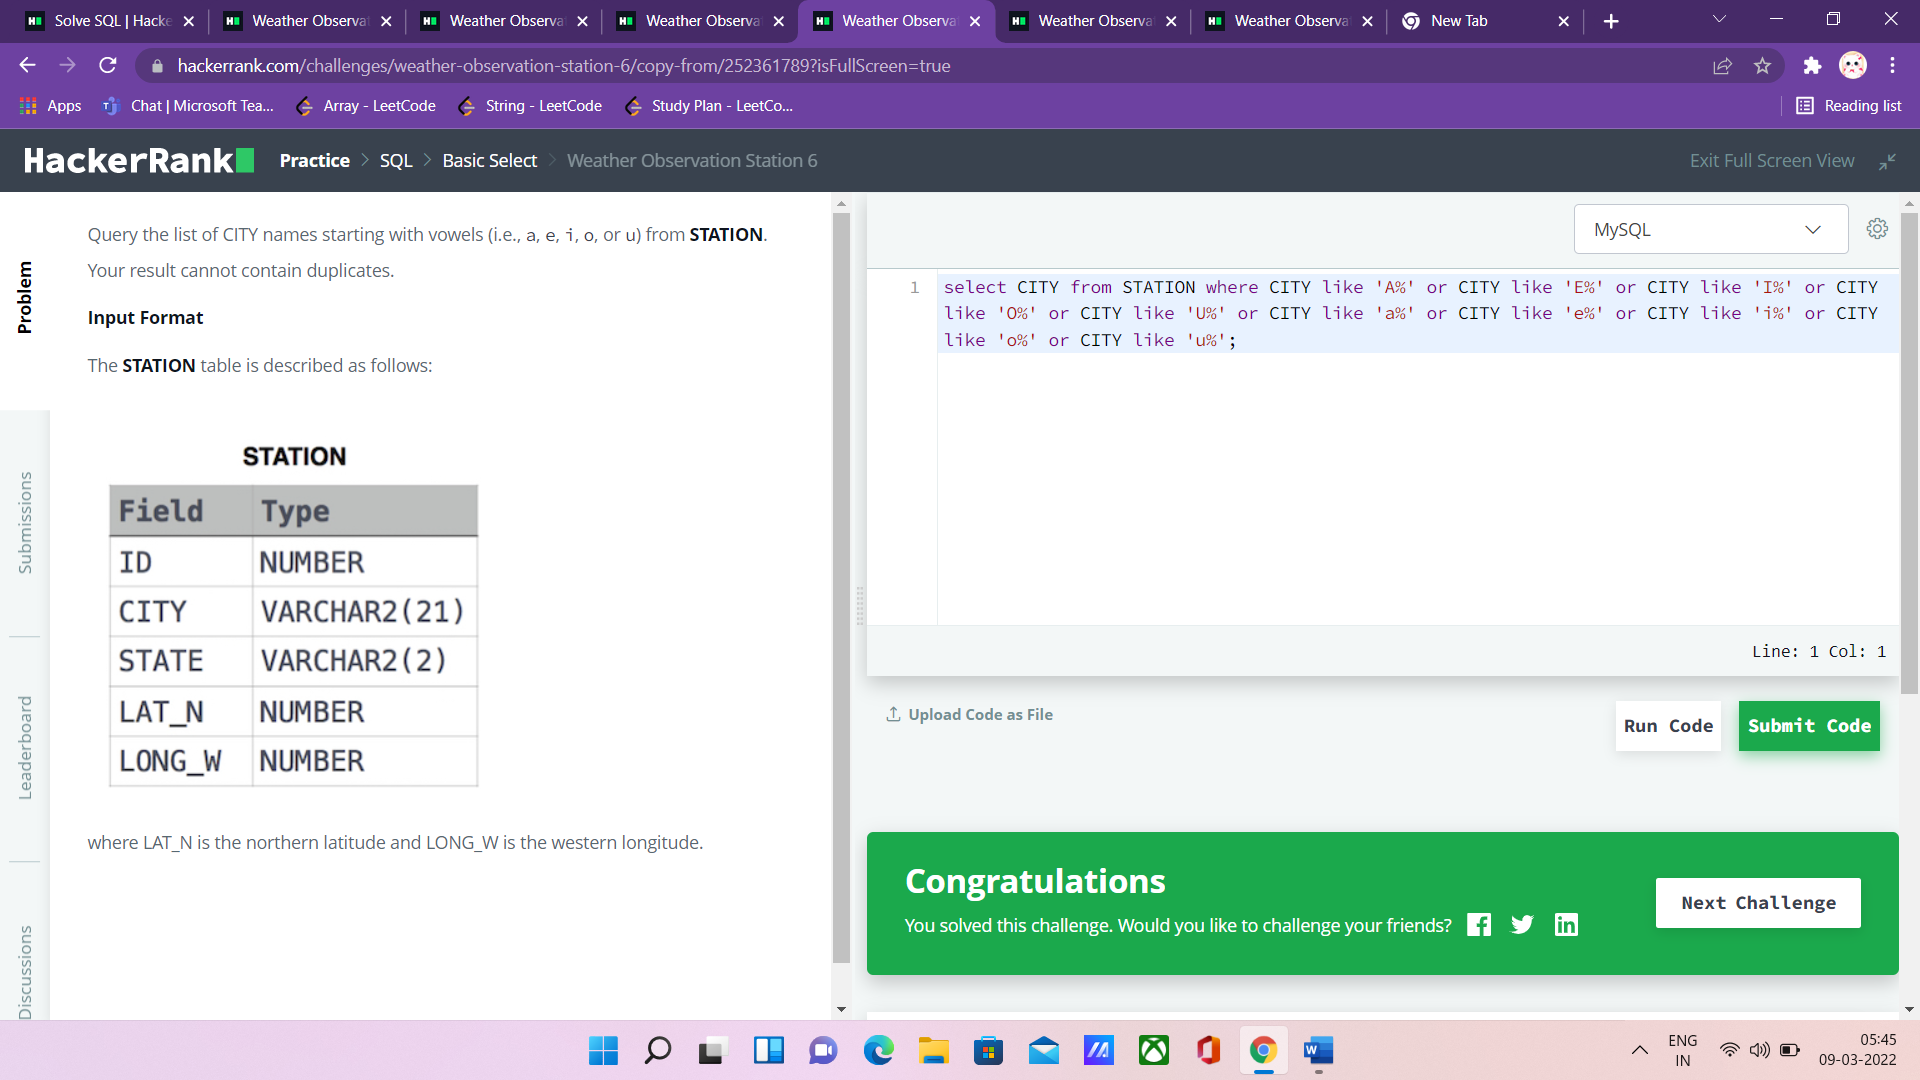 Solve SQL | Hacke
Weather Observat
Weather Observa
Weather Observa
Weather Observa
Weather Observa
Weather Observa
New Tab
hackerrank.com/challenges/weather-observation-station-6/copy-from/252361789?isFullScreen=true
Apps
Chat | Microsoft Tea...
Array - LeetCode
String - LeetCode
Study Plan - LeetCo...
Reading list
HackerRank
Practice > SQL > Basic Select > Weather Observation Station 6
Exit Full Screen View
Problem
Submissions
Leaderboard
Discussions
Query the list of CITY names starting with vowels (i.e., a, e, i, o, or u) from STATION.
Your result cannot contain duplicates.
Input Format
The STATION table is described as follows:
STATION
Field Type
ID NUMBER
CITY VARCHAR2(21)
STATE VARCHAR2(2)
LAT_N NUMBER
LONG_W NUMBER
where LAT_N is the northern latitude and LONG_W is the western longitude.
MySQL
1
select CITY from STATION where CITY like 'A%' or CITY like 'E%' or CITY like 'I%' or CITY
like 'O%' or CITY like 'U%' or CITY like 'a%' or CITY like 'e%' or CITY like 'i%' or CITY
like 'o%' or CITY like 'u%';
Line: 1 Col: 1
Upload Code as File
Run Code
Submit Code
Congratulations
You solved this challenge. Would you like to challenge your friends?
Next Challenge
ENG
IN
05:45
09-03-2022